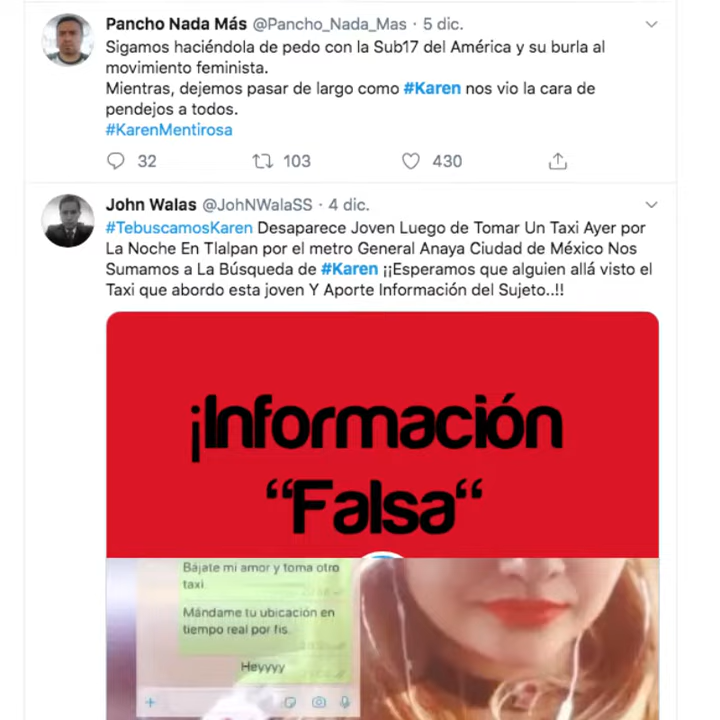 Pancho Nada Más @Pancho_Nada_Mas · 5 dic.
Sigamos haciéndola de pedo con la Sub17 del América y su burla al
movimiento feminista.
Mientras, dejemos pasar de largo como #Karen nos vio la cara de
pendejos a todos.
#KarenMentirosa
32 103 430
John Walas @JohNWalaSS · 4 dic.
#TebuscamosKaren Desaparece Joven Luego de Tomar Un Taxi Ayer por
La Noche En Tlalpan por el metro General Anaya Ciudad de México Nos
Sumamos a La Búsqueda de #Karen ¡¡Esperamos que alguien allá visto el
Taxi que abordo esta joven Y Aporte Información del Sujeto..!!
¡Información
“Falsa“
Bájate mi amor y toma otro
taxi
Mándame tu ubicación en
tiempo real por fis.
Heyyyy